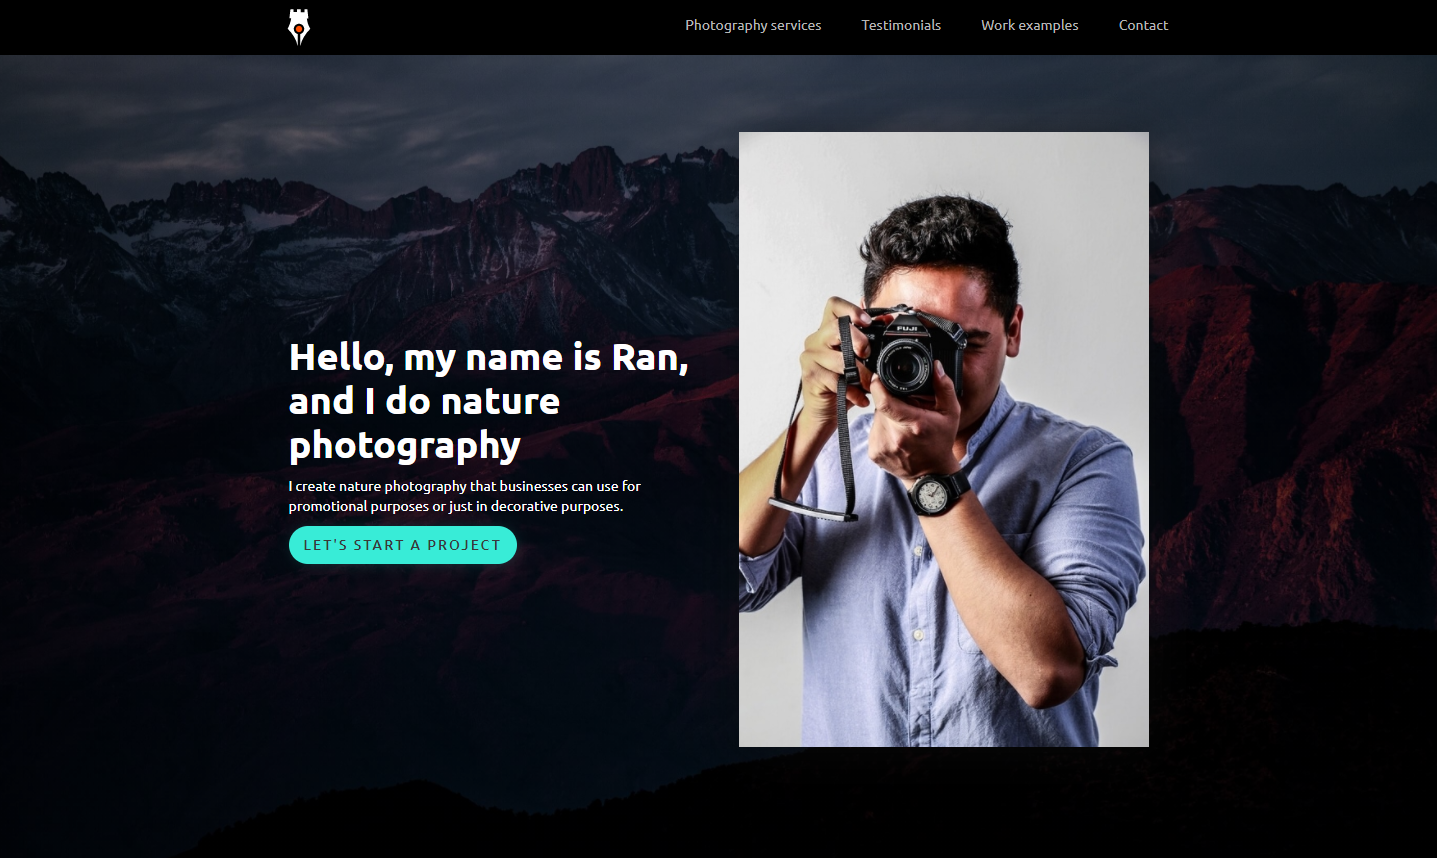 Photography services Testimonials Work examples Contact
Hello, my name is Ran,
and I do nature
photography
I create nature photography that businesses can use for
promotional purposes or just in decorative purposes.
LET'S START A PROJECT
FUJI